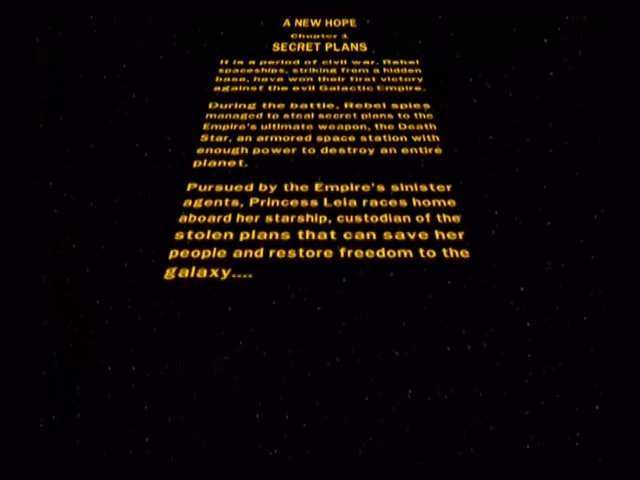 A NEW HOPE
Chapter 1
SECRET PLANS
It is a period of civil war. Rebel
spaceships, striking from a hidden
base, have won their first victory
against the evil Galactic Empire.
During the battle, Rebel spies
managed to steal secret plans to the
Empire's ultimate weapon, the Death
Star, an armored space station with
enough power to destroy an entire
planet.
Pursued by the Empire's sinister
agents, Princess Leia races home
aboard her starship, custodian of the
stolen plans that can save her
people and restore freedom to the
galaxy....